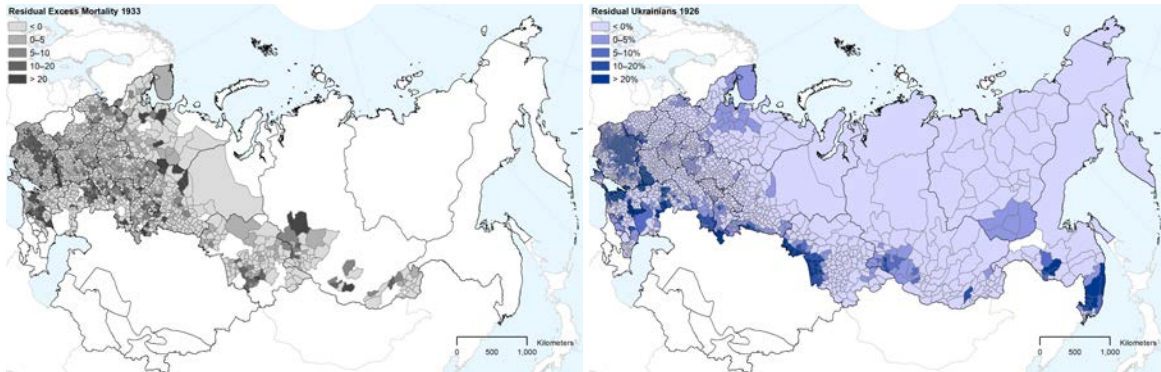 Residual Excess Mortality 1933
< 0
0–5
5–10
10–20
> 20
Kilometers
0 500 1,000
Residual Ukrainians 1926
< 0%
0–5%
5–10%
10–20%
> 20%
Kilometers
0 500 1,000